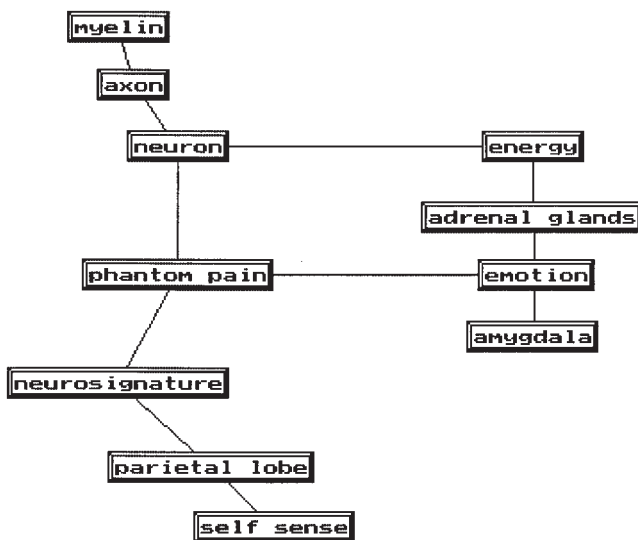 myelin
axon
neuron
energy
adrenal glands
phantom pain
emotion
amygdala
neurosignature
parietal lobe
self sense